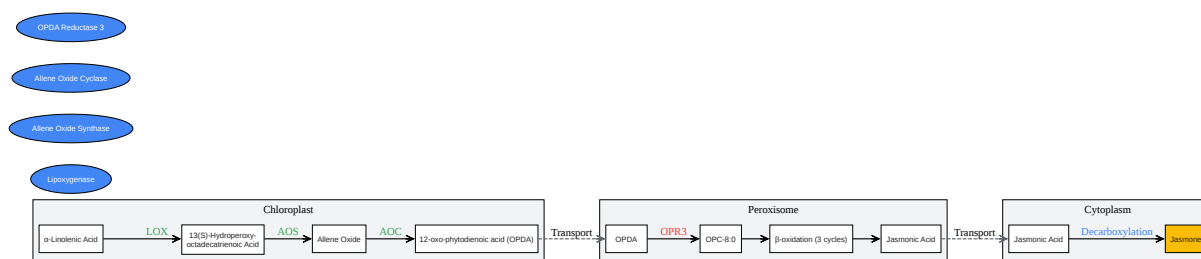 OPDA Reductase 3
Allene Oxide Cyclase
Allene Oxide Synthase
Lipoxygenase
Chloroplast
α-Linolenic Acid
LOX
13(S)-Hydroperoxy-
octadecatrienoic Acid
AOS
Allene Oxide
AOC
12-oxo-phytodienoic acid (OPDA)
Transport
Peroxisome
OPDA
OPR3
OPC-8:0
β-oxidation (3 cycles)
Jasmonic Acid
Transport
Cytoplasm
Jasmonic Acid
Decarboxylation
Jasmone